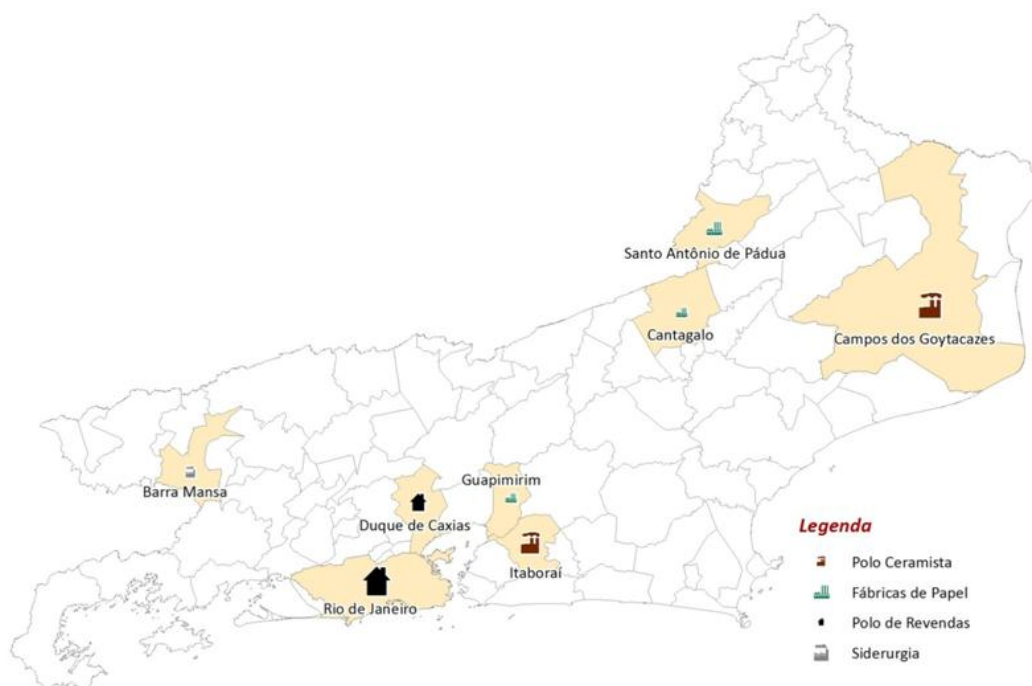 Santo Antônio de Pádua
Cantagalo
Campos dos Goytacazes
Guapimirim
Barra Mansa
Duque de Caxias
Itaboraí
Rio de Janeiro
Legenda
Polo Ceramista
Fábricas de Papel
Polo de Revendas
Siderurgia